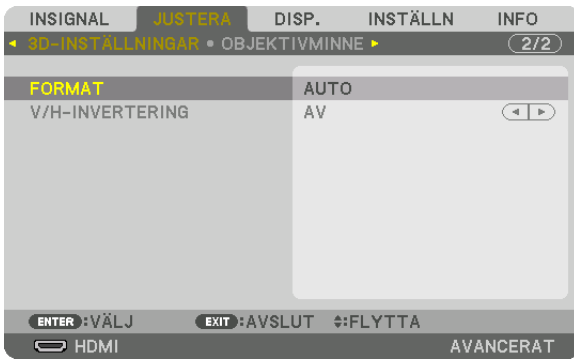 INSIGNAL JUSTERA DISP. INSTÄLLN INFO
3D-INSTÄLLNINGAR • OBJEKTIVMINNE 2/2
FORMAT AUTO
V/H-INVERTERING AV
ENTER :VÄLJ EXIT :AVSLUT :FLYTTA
HDMI AVANCERAT